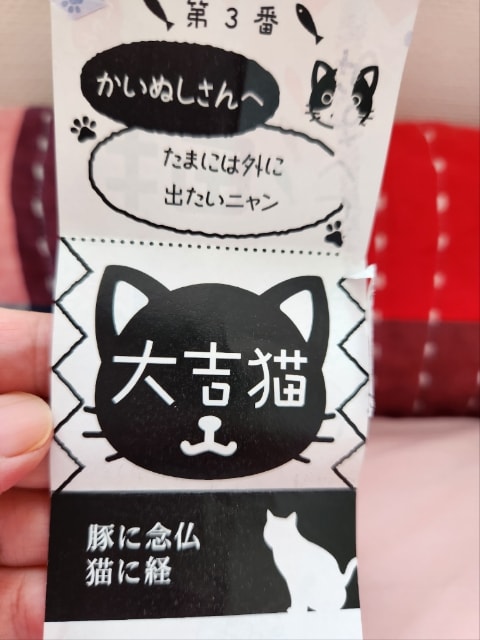 第3番
かいぬしさんへ
たまには外に
出たいニャン
大吉猫
豚に念仏
猫に経